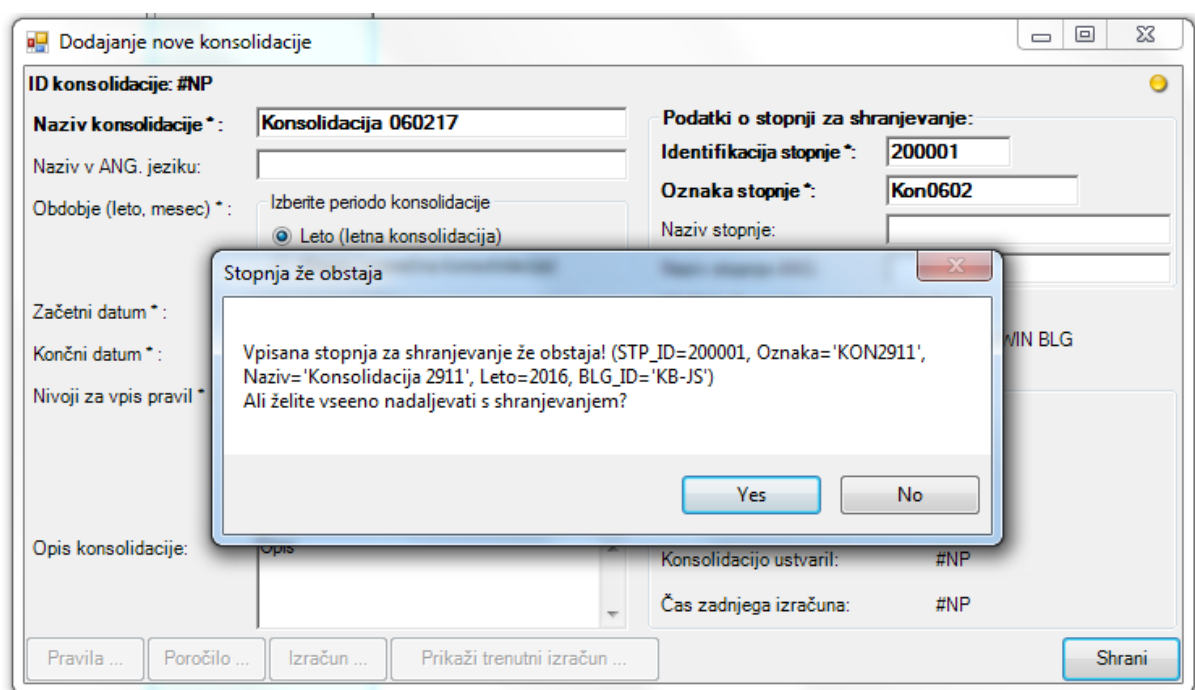 Dodajanje nove konsolidacije
ID konsolidacije: #NP
Naziv konsolidacije * :
Konsolidacija 060217
Naziv v ANG. jeziku:
Obdobje (leto, mesec) * :
Izberite periodo konsolidacije
Leto (letna konsolidacija)
Podatki o stopnji za shranjevanje:
Identifikacija stopnje *:
200001
Oznaka stopnje *:
Kon0602
Naziv stopnje:
Stopnja že obstaja
Vpisana stopnja za shranjevanje že obstaja! (STP_ID=200001, Oznaka='KON2911',
Naziv='Konsolidacija 2911', Leto=2016, BLG_ID='KB-JS')
Ali želite vseeno nadaljevati s shranjevanjem?
Yes
No
Začetni datum * :
Končni datum * :
BLG
Nivoji za vpis pravil *
Opis konsolidacije:
Opis
Konsolidacijo ustvaril:
#NP
Čas zadnjega izračuna:
#NP
Pravila ...
Poročilo ...
Izračun ...
Prikaži trenutni izračun ...
Shrani